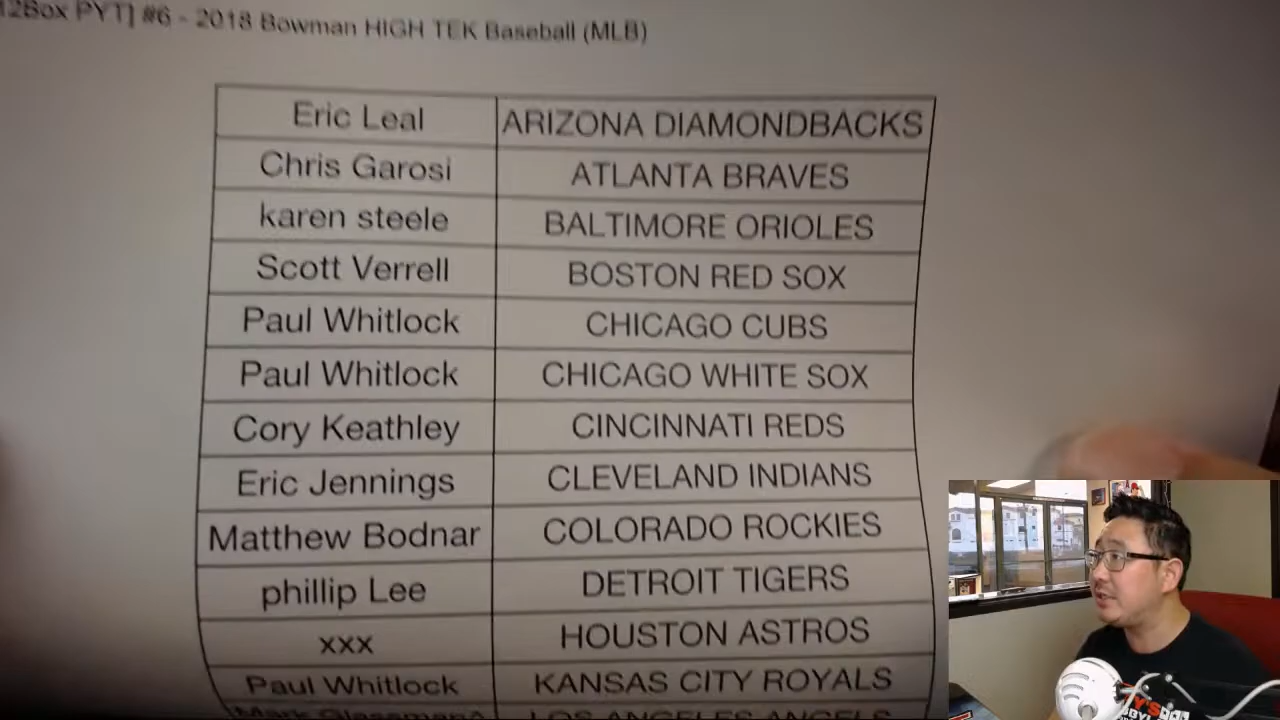 12Box PYT] #6 - 2018 Bowman HIGH TEK Baseball (MLB)
Eric Leal ARIZONA DIAMONDBACKS
Chris Garosi ATLANTA BRAVES
karen steele BALTIMORE ORIOLES
Scott Verrell BOSTON RED SOX
Paul Whitlock CHICAGO CUBS
Paul Whitlock CHICAGO WHITE SOX
Cory Keathley CINCINNATI REDS
Eric Jennings CLEVELAND INDIANS
Matthew Bodnar COLORADO ROCKIES
phillip Lee DETROIT TIGERS
xxx HOUSTON ASTROS
Paul Whitlock KANSAS CITY ROYALS
LOS ANGELES ANGELS